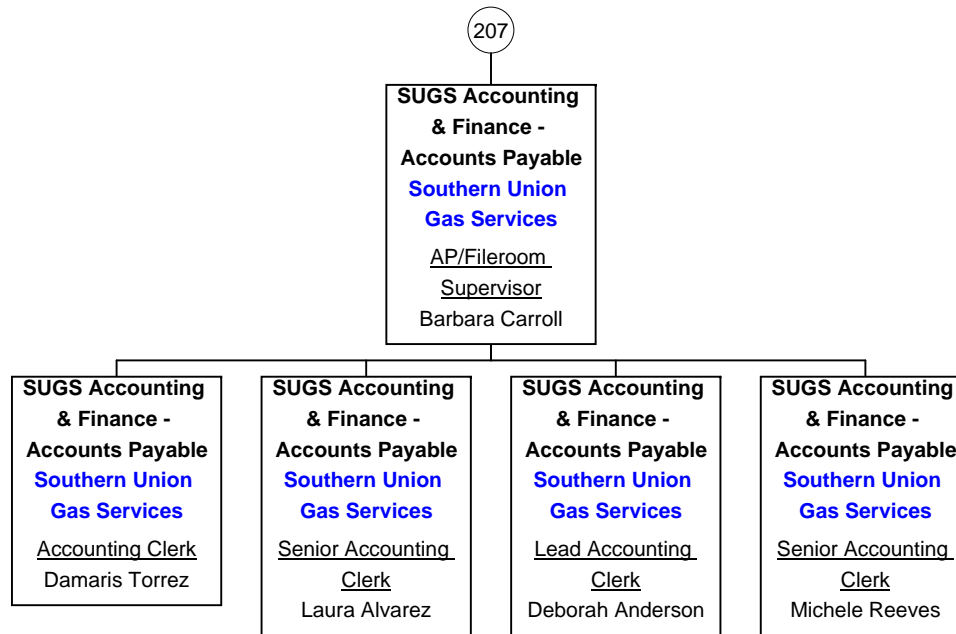 207
SUGS Accounting
& Finance -
Accounts Payable
Southern Union
Gas Services
AP/Fileroom
Supervisor
Barbara Carroll
SUGS Accounting
& Finance -
Accounts Payable
Southern Union
Gas Services
Accounting Clerk
Damaris Torrez
SUGS Accounting
& Finance -
Accounts Payable
Southern Union
Gas Services
Senior Accounting
Clerk
Laura Alvarez
SUGS Accounting
& Finance -
Accounts Payable
Southern Union
Gas Services
Lead Accounting
Clerk
Deborah Anderson
SUGS Accounting
& Finance -
Accounts Payable
Southern Union
Gas Services
Senior Accounting
Clerk
Michele Reeves